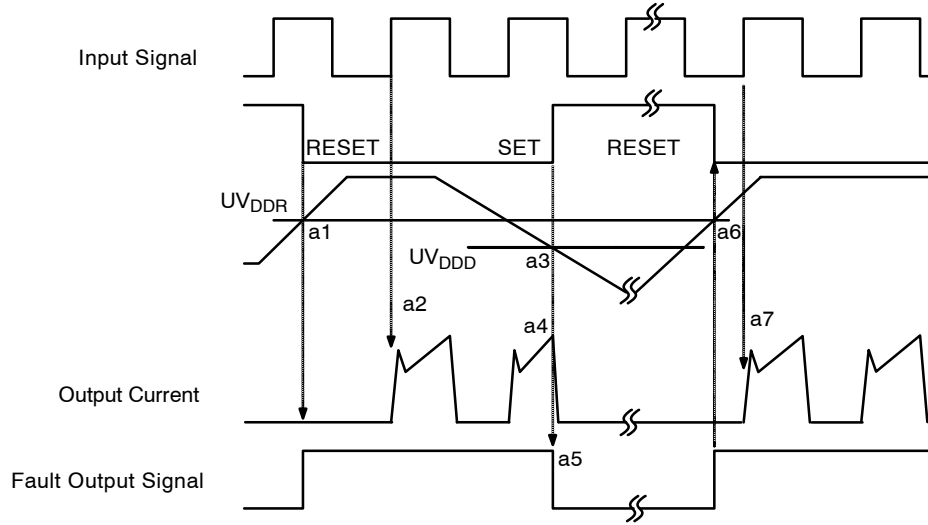 Input Signal
RESET SET RESET
UVDDR
a1 a6
UVDDD a3
a2 a4 a7
Output Current
a5
Fault Output Signal